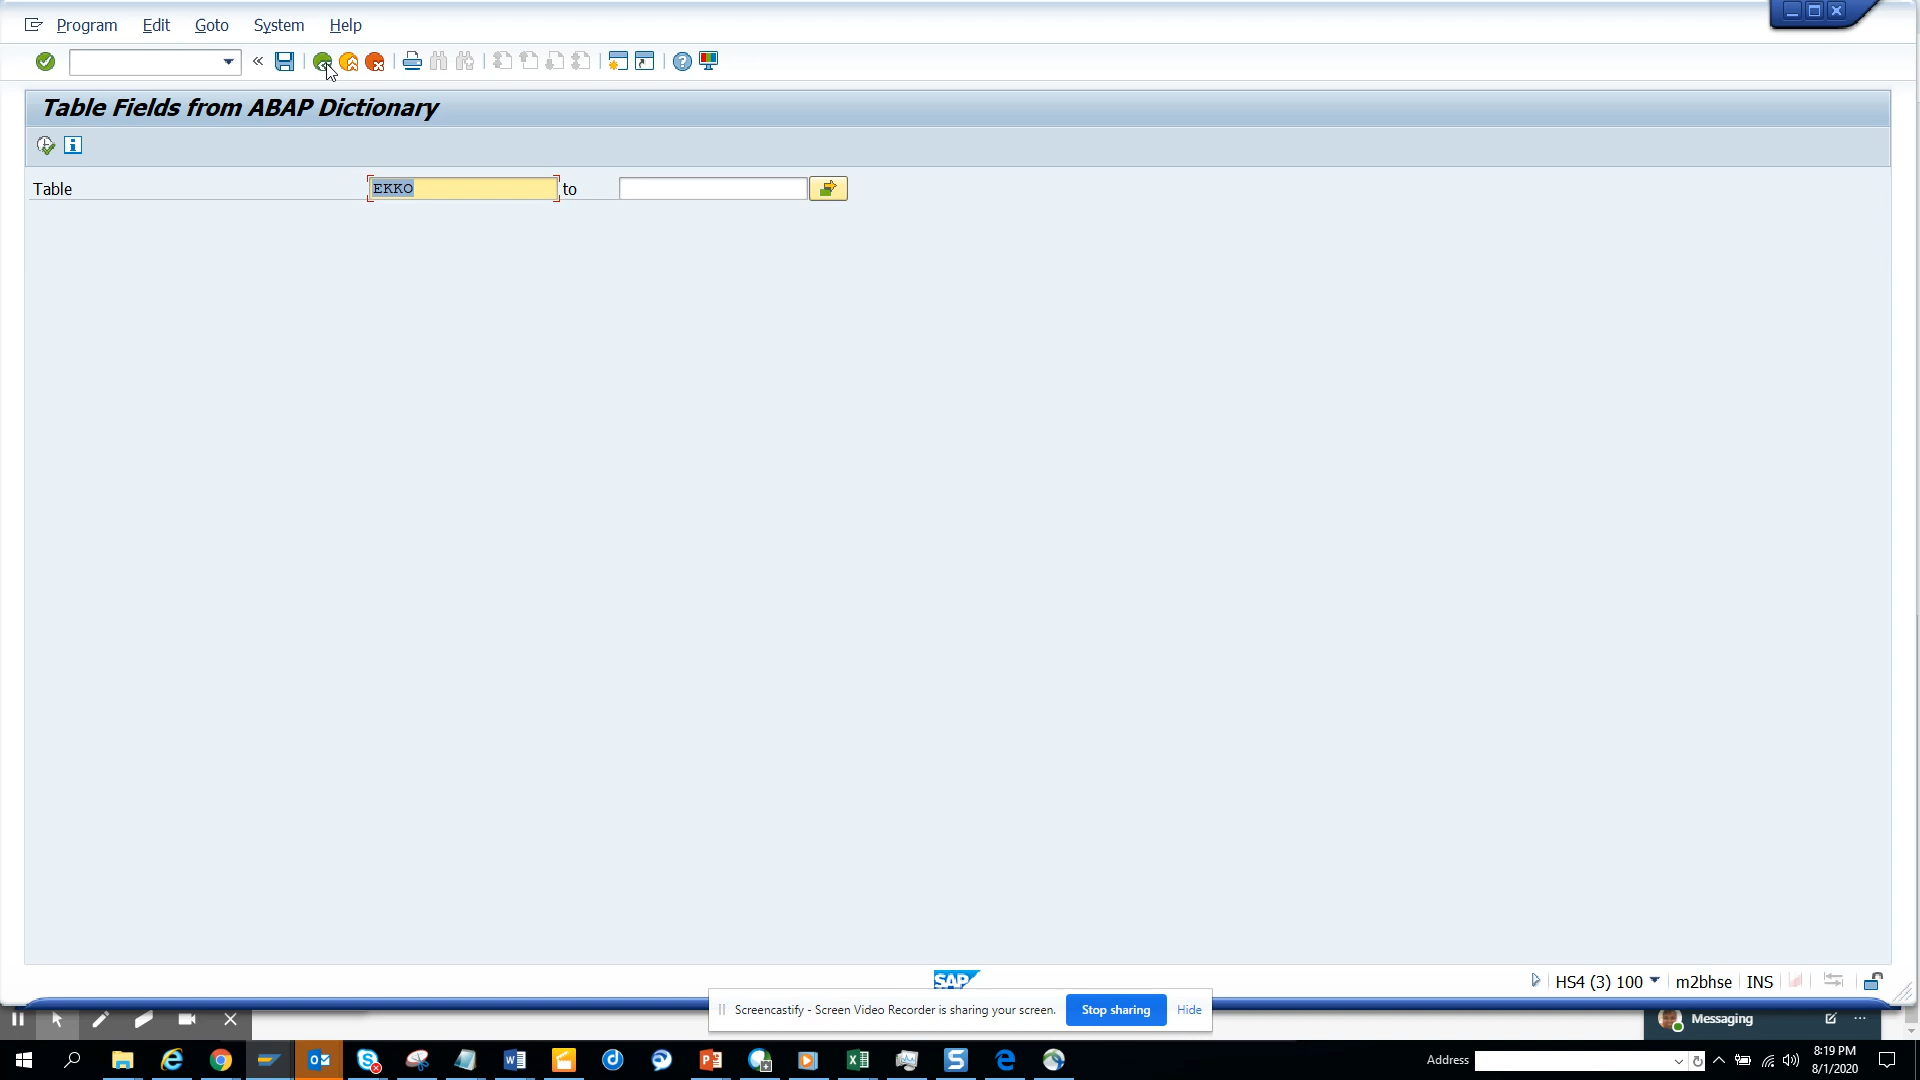 Program Edit Goto System Help
Table Fields from ABAP Dictionary
Table EKKO to
SAP
HS4 (3) 100 m2bhse INS
Screencastify - Screen Video Recorder is sharing your screen. Stop sharing Hide
Messaging
Address
8:19 PM
8/1/2020